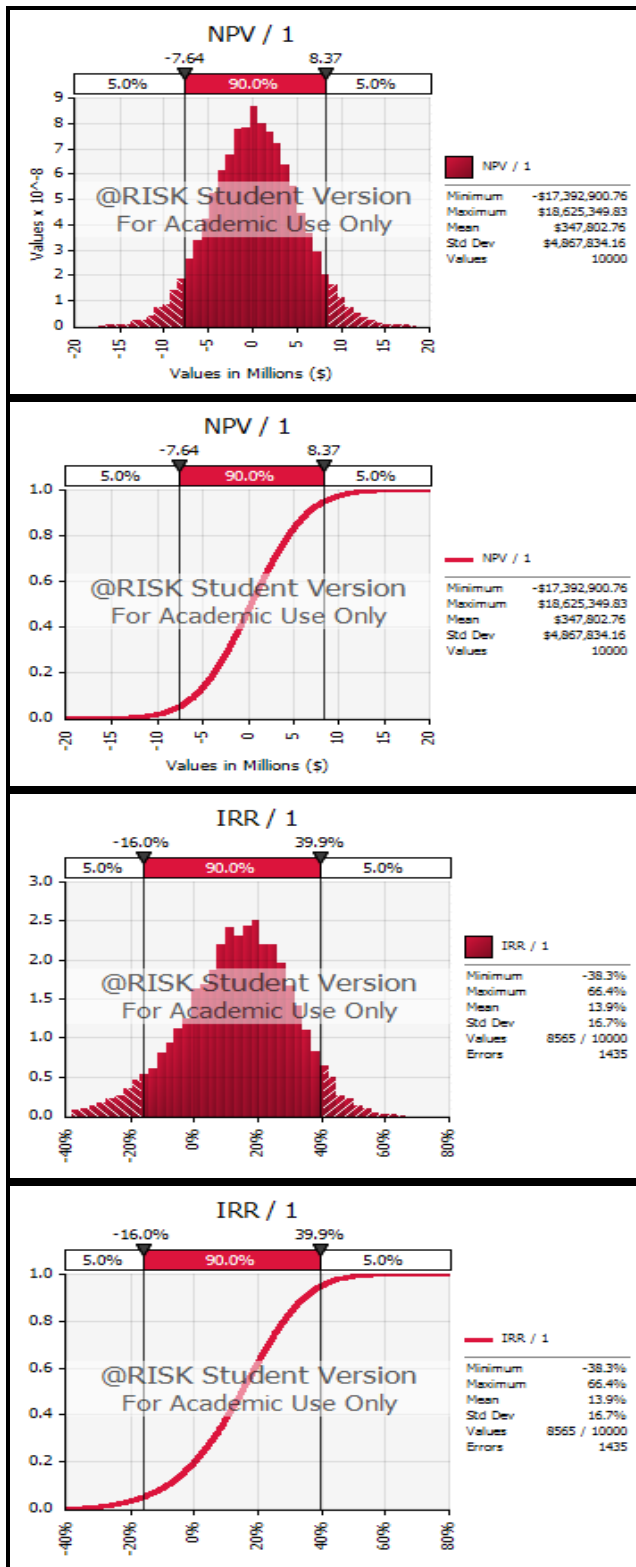 NPV / 1
-7.64 8.37
5.0% 90.0% 5.0%
9
8
7
6
5
4
3
2
1
0
Values x 10^-8
@RISK Student Version
For Academic Use Only
-20 -15 -10 -5 0 5 10 15 20
Values in Millions ($)
NPV / 1
Minimum -$17,392,900.76
Maximum $18,625,349.83
Mean $347,802.76
Std Dev $4,867,834.16
Values 10000
NPV / 1
-7.64 8.37
5.0% 90.0% 5.0%
1.0
0.8
0.6
0.4
0.2
0.0
@RISK Student Version
For Academic Use Only
-20 -15 -10 -5 0 5 10 15 20
Values in Millions ($)
NPV / 1
Minimum -$17,392,900.76
Maximum $18,625,349.83
Mean $347,802.76
Std Dev $4,867,834.16
Values 10000
IRR / 1
-16.0% 39.9%
5.0% 90.0% 5.0%
3.0
2.5
2.0
1.5
1.0
0.5
0.0
@RISK Student Version
For Academic Use Only
-40% -20% 0% 20% 40% 60% 80%
IRR / 1
Minimum -38.3%
Maximum 66.4%
Mean 13.9%
Std Dev 16.7%
Values 8565 / 10000
Errors 1435
IRR / 1
-16.0% 39.9%
5.0% 90.0% 5.0%
1.0
0.8
0.6
0.4
0.2
0.0
@RISK Student Version
For Academic Use Only
-40% -20% 0% 20% 40% 60% 80%
IRR / 1
Minimum -38.3%
Maximum 66.4%
Mean 13.9%
Std Dev 16.7%
Values 8565 / 10000
Errors 1435